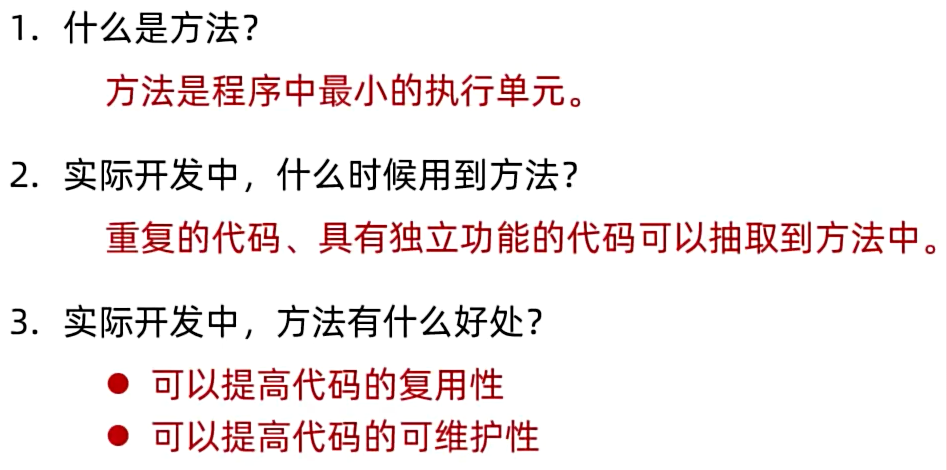 1. 什么是方法？
方法是程序中最小的执行单元。
2. 实际开发中，什么时候用到方法？
重复的代码、具有独立功能的代码可以抽取到方法中。
3. 实际开发中，方法有什么好处？
● 可以提高代码的复用性
● 可以提高代码的可维护性